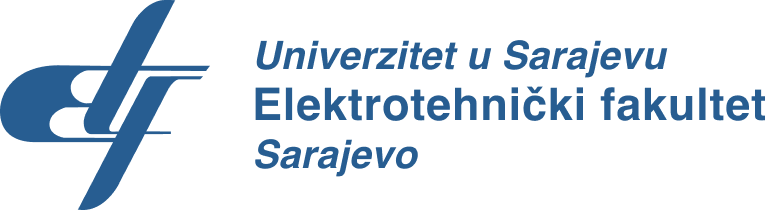 Univerzitet u Sarajevu
Elektrotehnički fakultet
Sarajevo